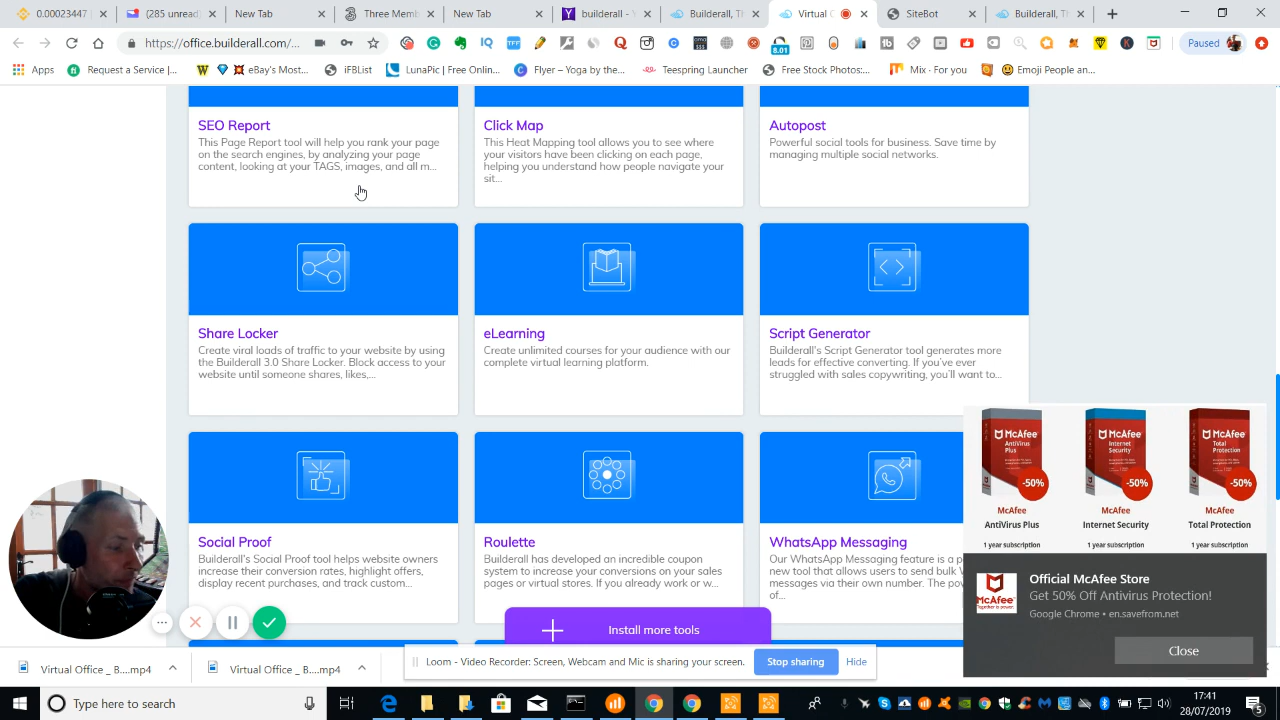 0.00023447
Builderall - Y
Virtual C
SiteBot
Builderall: Th
New Tab
https://office.builderall.com/...
8.01
Paused
Apps
Request a Service |...
eBay's Most...
iFBList
LunaPic | Free Onlin...
Flyer – Yoga by the...
Teespring Launcher
Free Stock Photos:...
Mix · For you
Emoji People an...
SEO Report
This Page Report tool will help you rank your page
on the search engines, by analyzing your page
content, looking at your TAGS, images, and all m...
Click Map
This Heat Mapping tool allows you to see where
your visitors have been clicking on each page,
helping you understand how people navigate your
sit...
Autopost
Powerful social tools for business. Save time by
managing multiple social networks.
Share Locker
Create viral loads of traffic to your website by using
the Builderall 3.0 Share Locker. Block access to your
website until someone shares, likes,...
eLearning
Create unlimited courses for your audience with our
complete virtual learning platform.
Script Generator
Builderall's Script Generator tool generates more
leads for effective converting. If you've ever
struggled with sales copywriting, you'll want to...
Social Proof
Builderall's Social Proof tool helps website owners
increase their conversion rates, highlight offers,
display recent purchases, and track custom...
Roulette
Builderall has developed an incredible coupon
system to increase your conversions on your sales
pages or virtual stores. If you already work or w...
WhatsApp Messaging
Our WhatsApp Messaging feature is a p
new tool that allows users to send bulk
messages via their own number. The pow
of...
Install more tools
McAfee AntiVirus Plus
McAfee Internet Security
McAfee Total Protection
-50%
-50%
-50%
McAfee
McAfee
McAfee
AntiVirus Plus
Internet Security
Total Protection
1 year subscription
1 year subscription
1 year subscription
Official McAfee Store
Get 50% Off Antivirus Protection!
Google Chrome • en.savefrom.net
Close
Virtual Office _ B....mp4
Virtual Office _ B....mp4
Loom - Video Recorder: Screen, Webcam and Mic is sharing your screen.
Stop sharing
Hide
Type here to search
17:41
28/07/2019
5